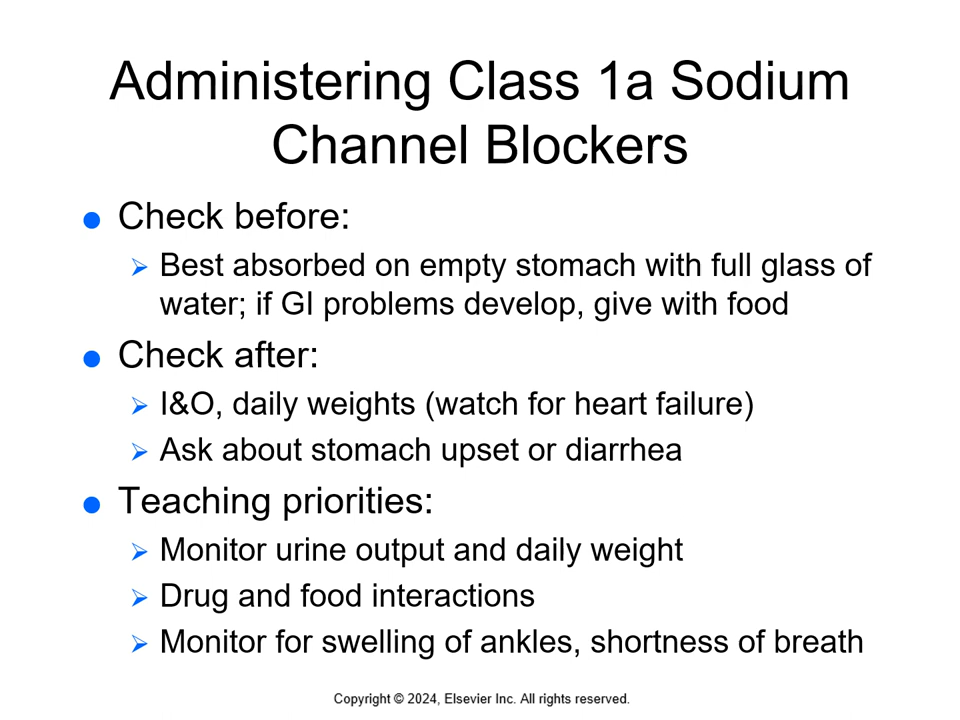 Administering Class 1a Sodium
Channel Blockers
Check before:
Best absorbed on empty stomach with full glass of
water; if GI problems develop, give with food
Check after:
I&O, daily weights (watch for heart failure)
Ask about stomach upset or diarrhea
Teaching priorities:
Monitor urine output and daily weight
Drug and food interactions
Monitor for swelling of ankles, shortness of breath
Copyright © 2024, Elsevier Inc. All rights reserved.